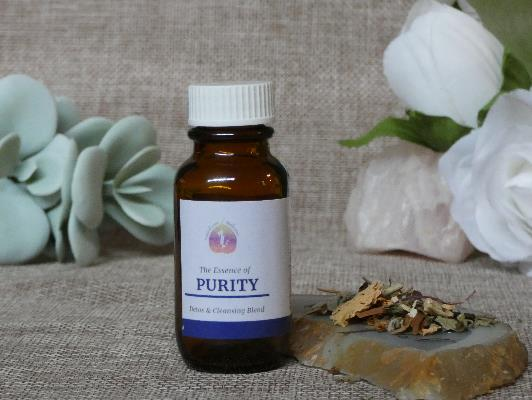 The Essence of
PURITY
Detox & Cleansing Blend